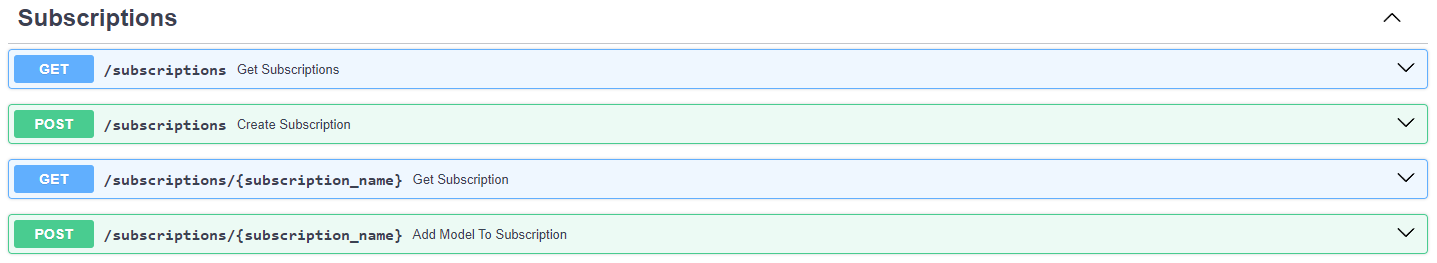 Subscriptions
GET /subscriptions Get Subscriptions
POST /subscriptions Create Subscription
GET /subscriptions/{subscription_name} Get Subscription
POST /subscriptions/{subscription_name} Add Model To Subscription